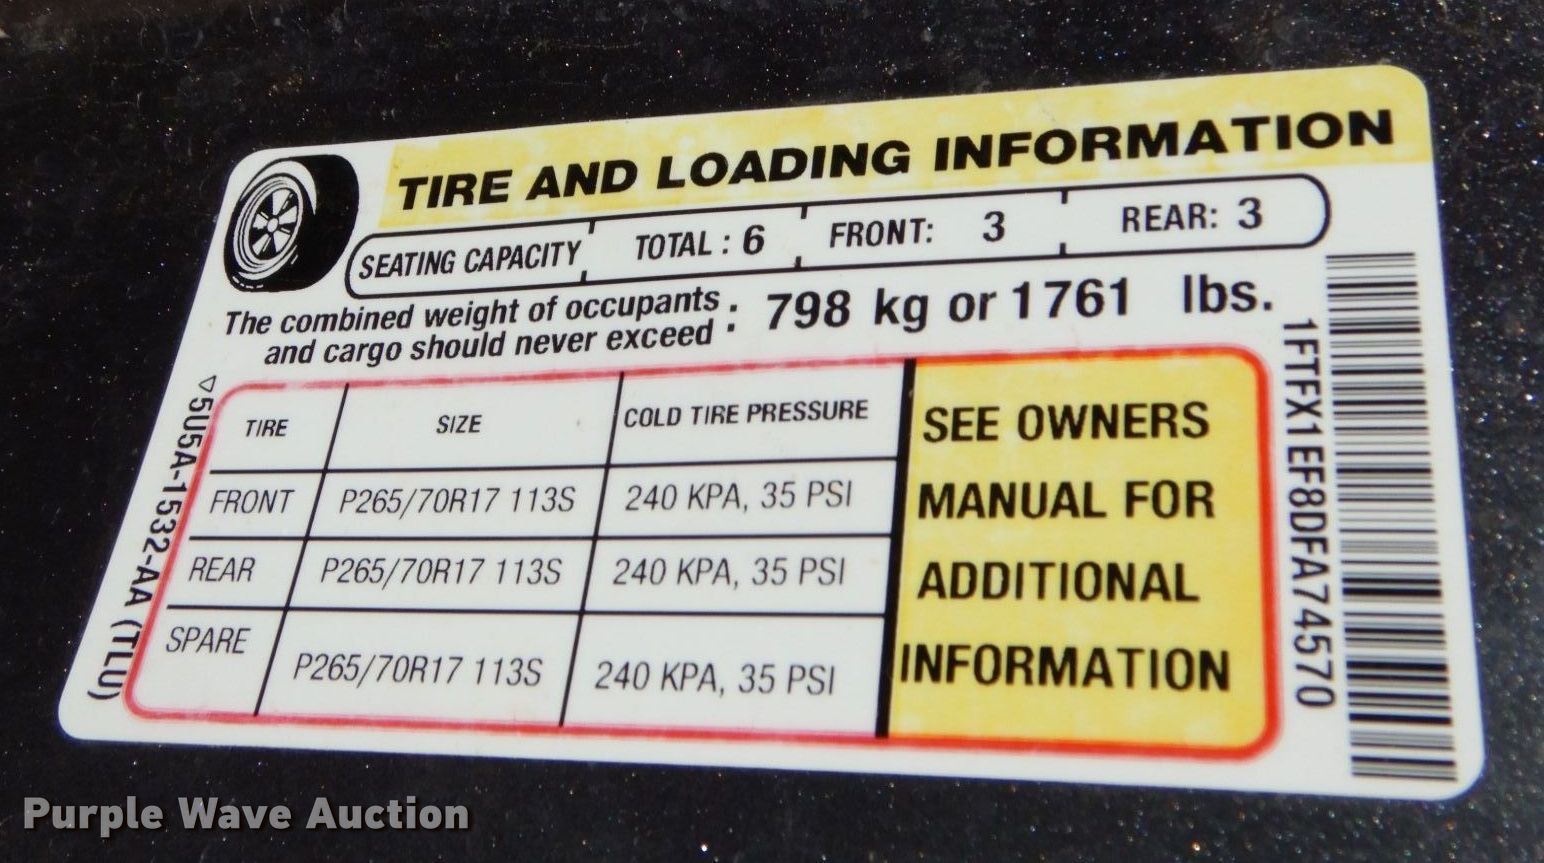 TIRE AND LOADING INFORMATION
SEATING CAPACITY TOTAL : 6 FRONT: 3 REAR: 3
The combined weight of occupants
and cargo should never exceed : 798 kg or 1761 lbs.
TIRE SIZE COLD TIRE PRESSURE
FRONT P265/70R17 113S 240 KPA, 35 PSI
REAR P265/70R17 113S 240 KPA, 35 PSI
SPARE P265/70R17 113S 240 KPA, 35 PSI
SEE OWNERS
MANUAL FOR
ADDITIONAL
INFORMATION
5U5A-1532-AA (TLU)
1FTFX1EF8DFA74570
Purple Wave Auction